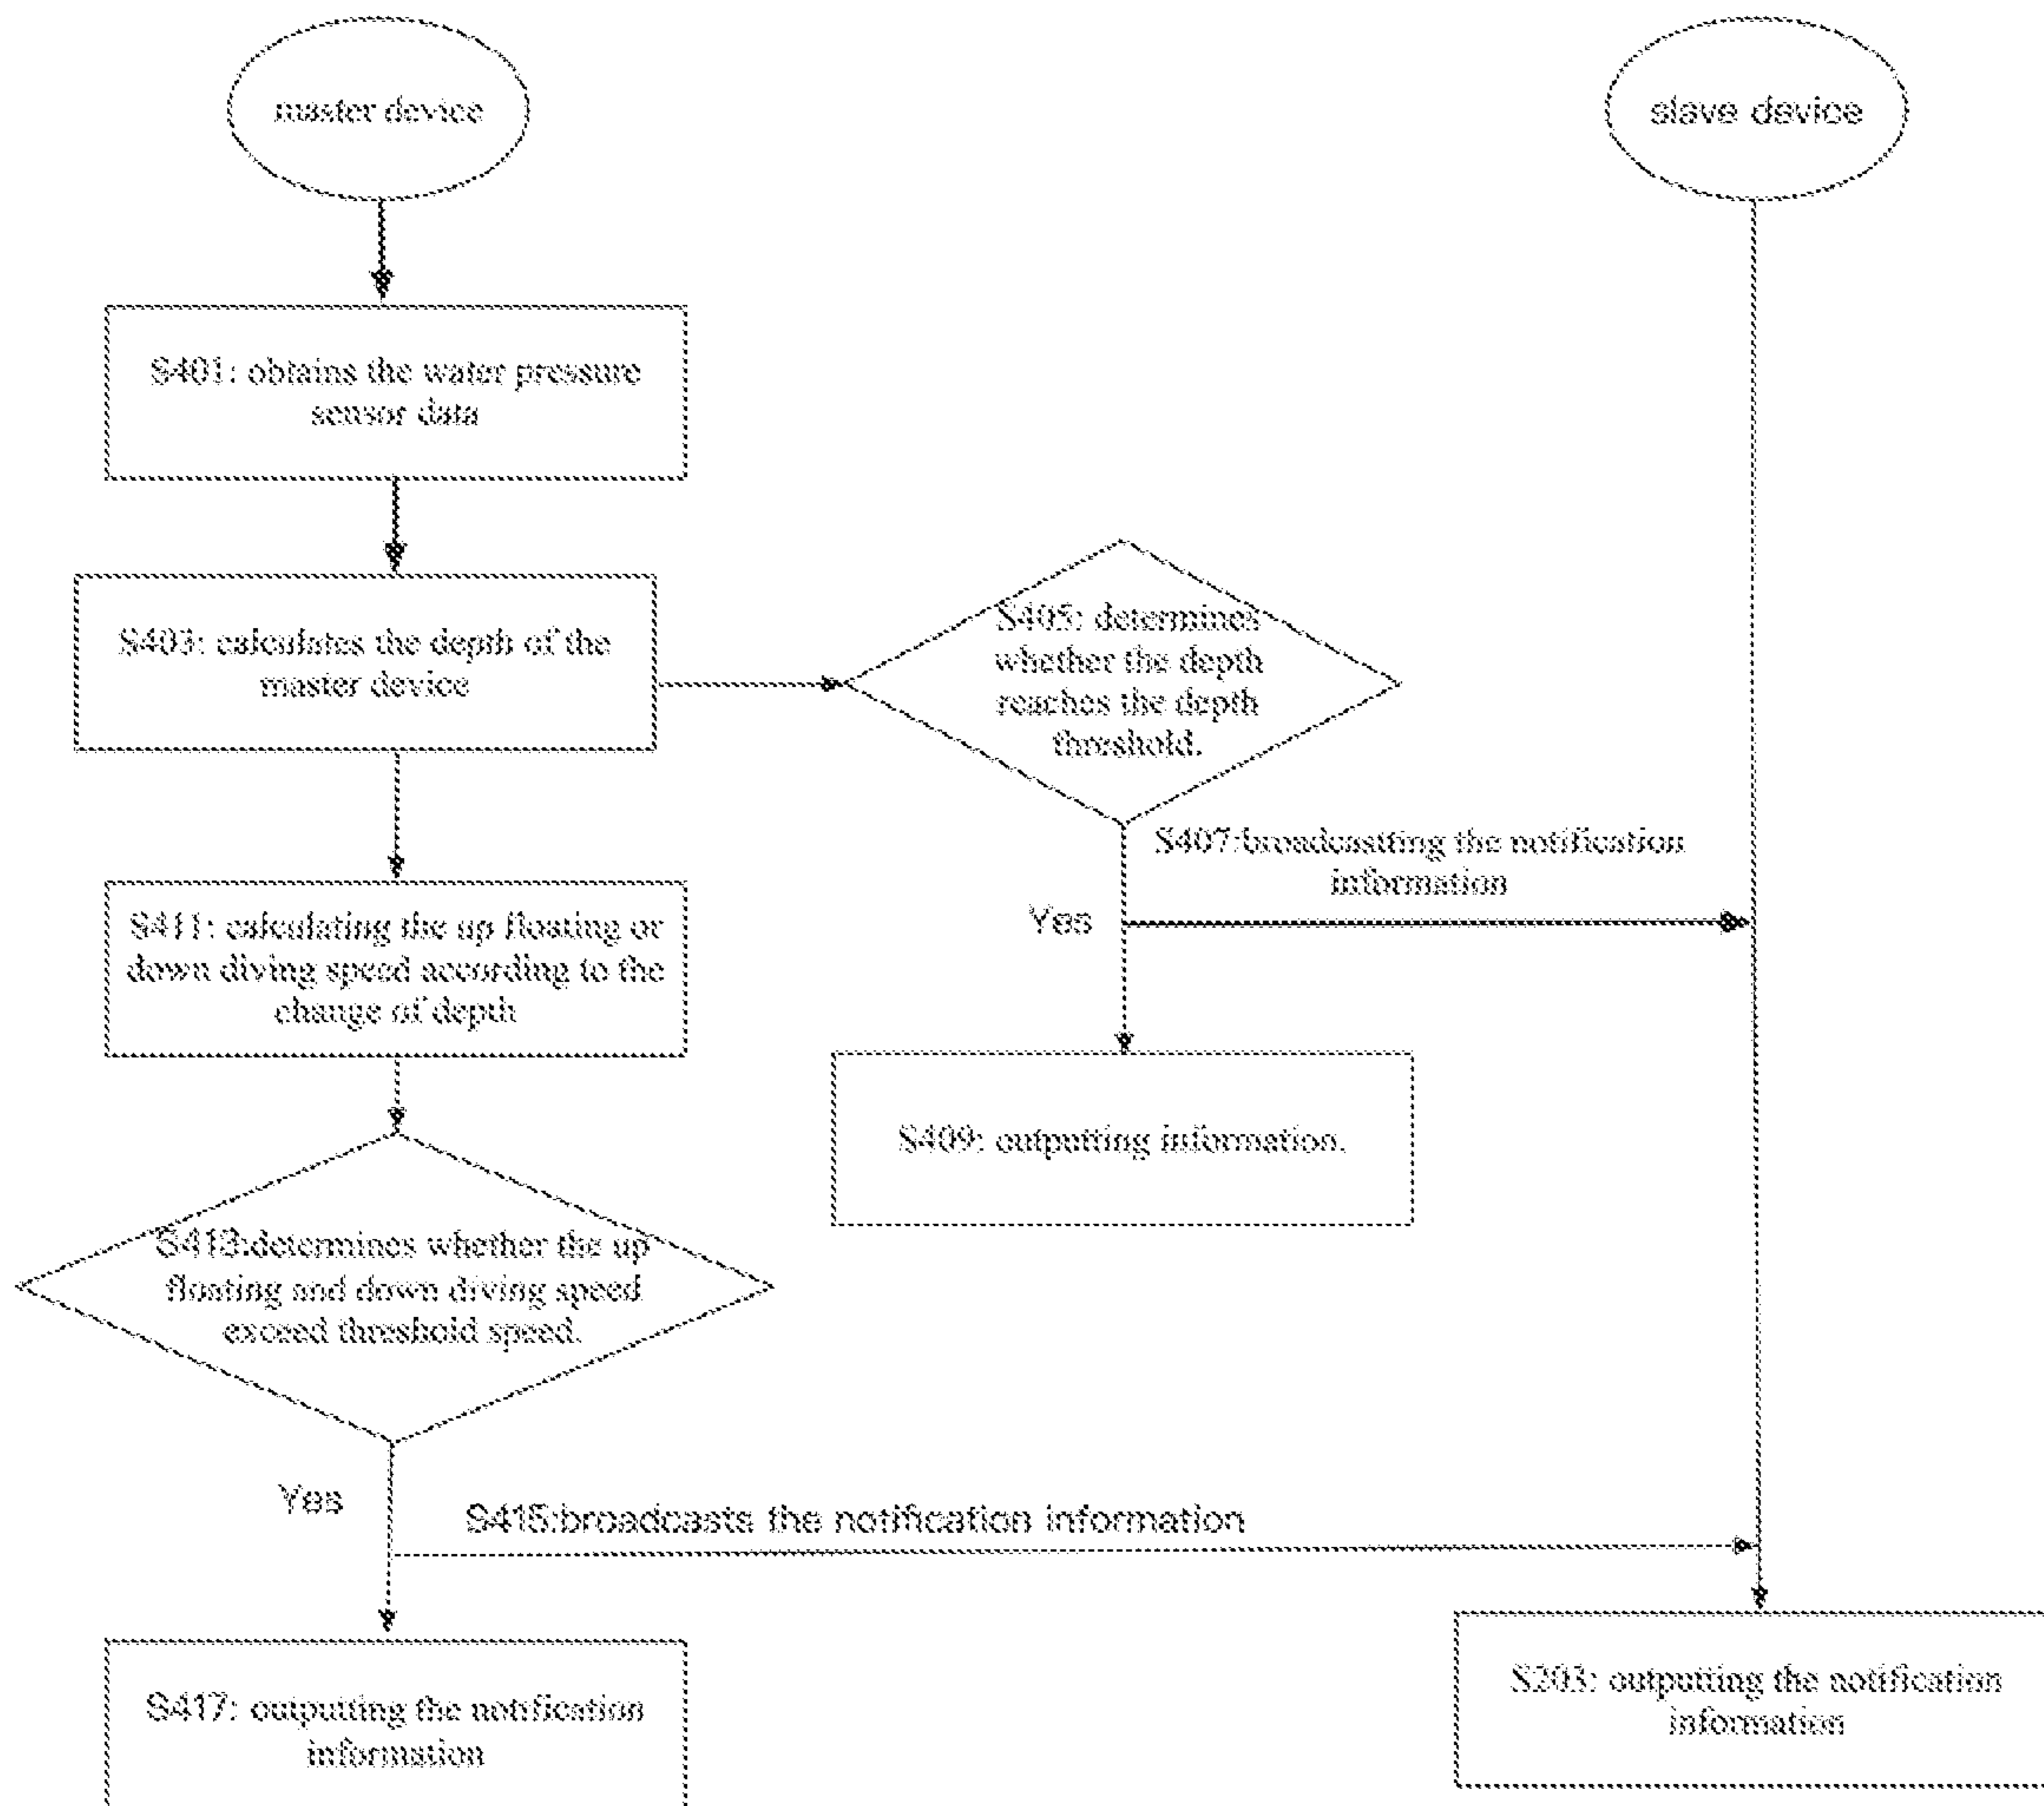 master device
slave device
S401: obtains the water pressure
sensor data
S403: calculates the depth of the
master device
S405: determines
whether the depth
reaches the depth
threshold.
S407:broadcastting the notification
information
Yes
S411: calculating the up floating or
down diving speed according to the
change of depth
S409: outputting information.
S413:determines whether the up
floating and down diving speed
exceed threshold speed.
Yes
S415:broadcasts the notification information
S417: outputting the notification
information
S203: outputting the notification
information